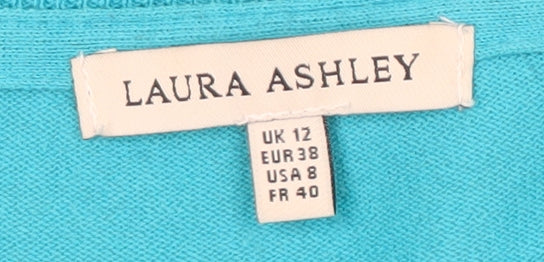 LAURA ASHLEY
UK 12
EUR 38
USA 8
FR 40